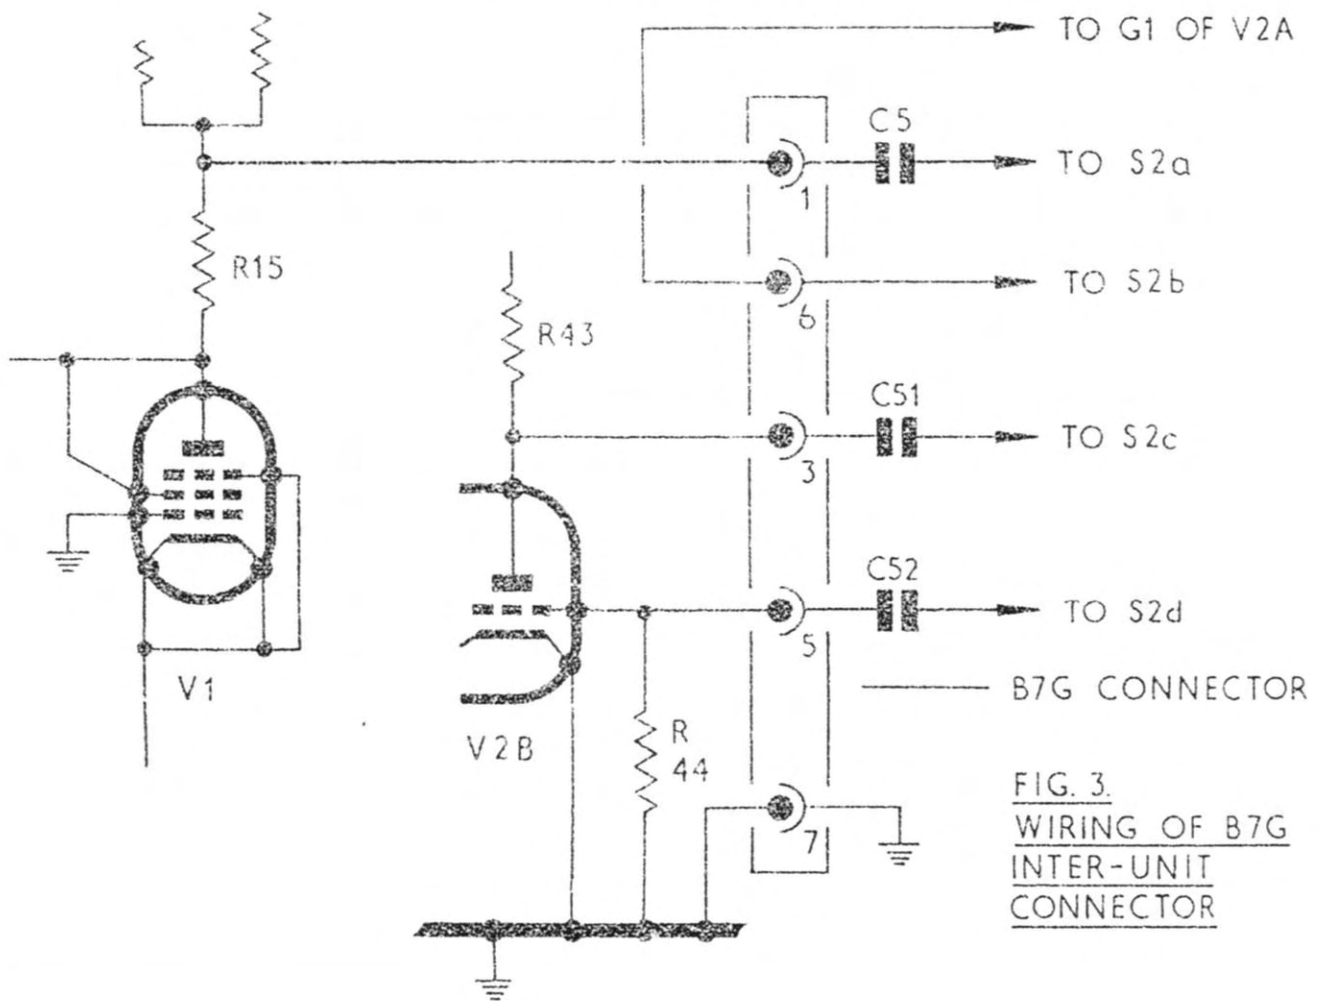 TO G1 OF V2A
C5
TO S2a
1
R15
TO S2b
6
R43
C51
TO S2c
3
C52
TO S2d
5
V1
B7G CONNECTOR
V2B
R
44
7
FIG. 3.
WIRING OF B7G
INTER-UNIT
CONNECTOR